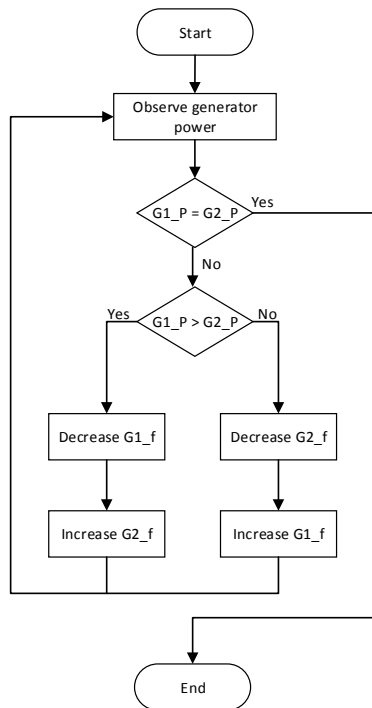 Start
Observe generator
power
G1_P = G2_P
Yes
No
G1_P > G2_P
Yes
No
Decrease G1_f
Decrease G2_f
Increase G2_f
Increase G1_f
End